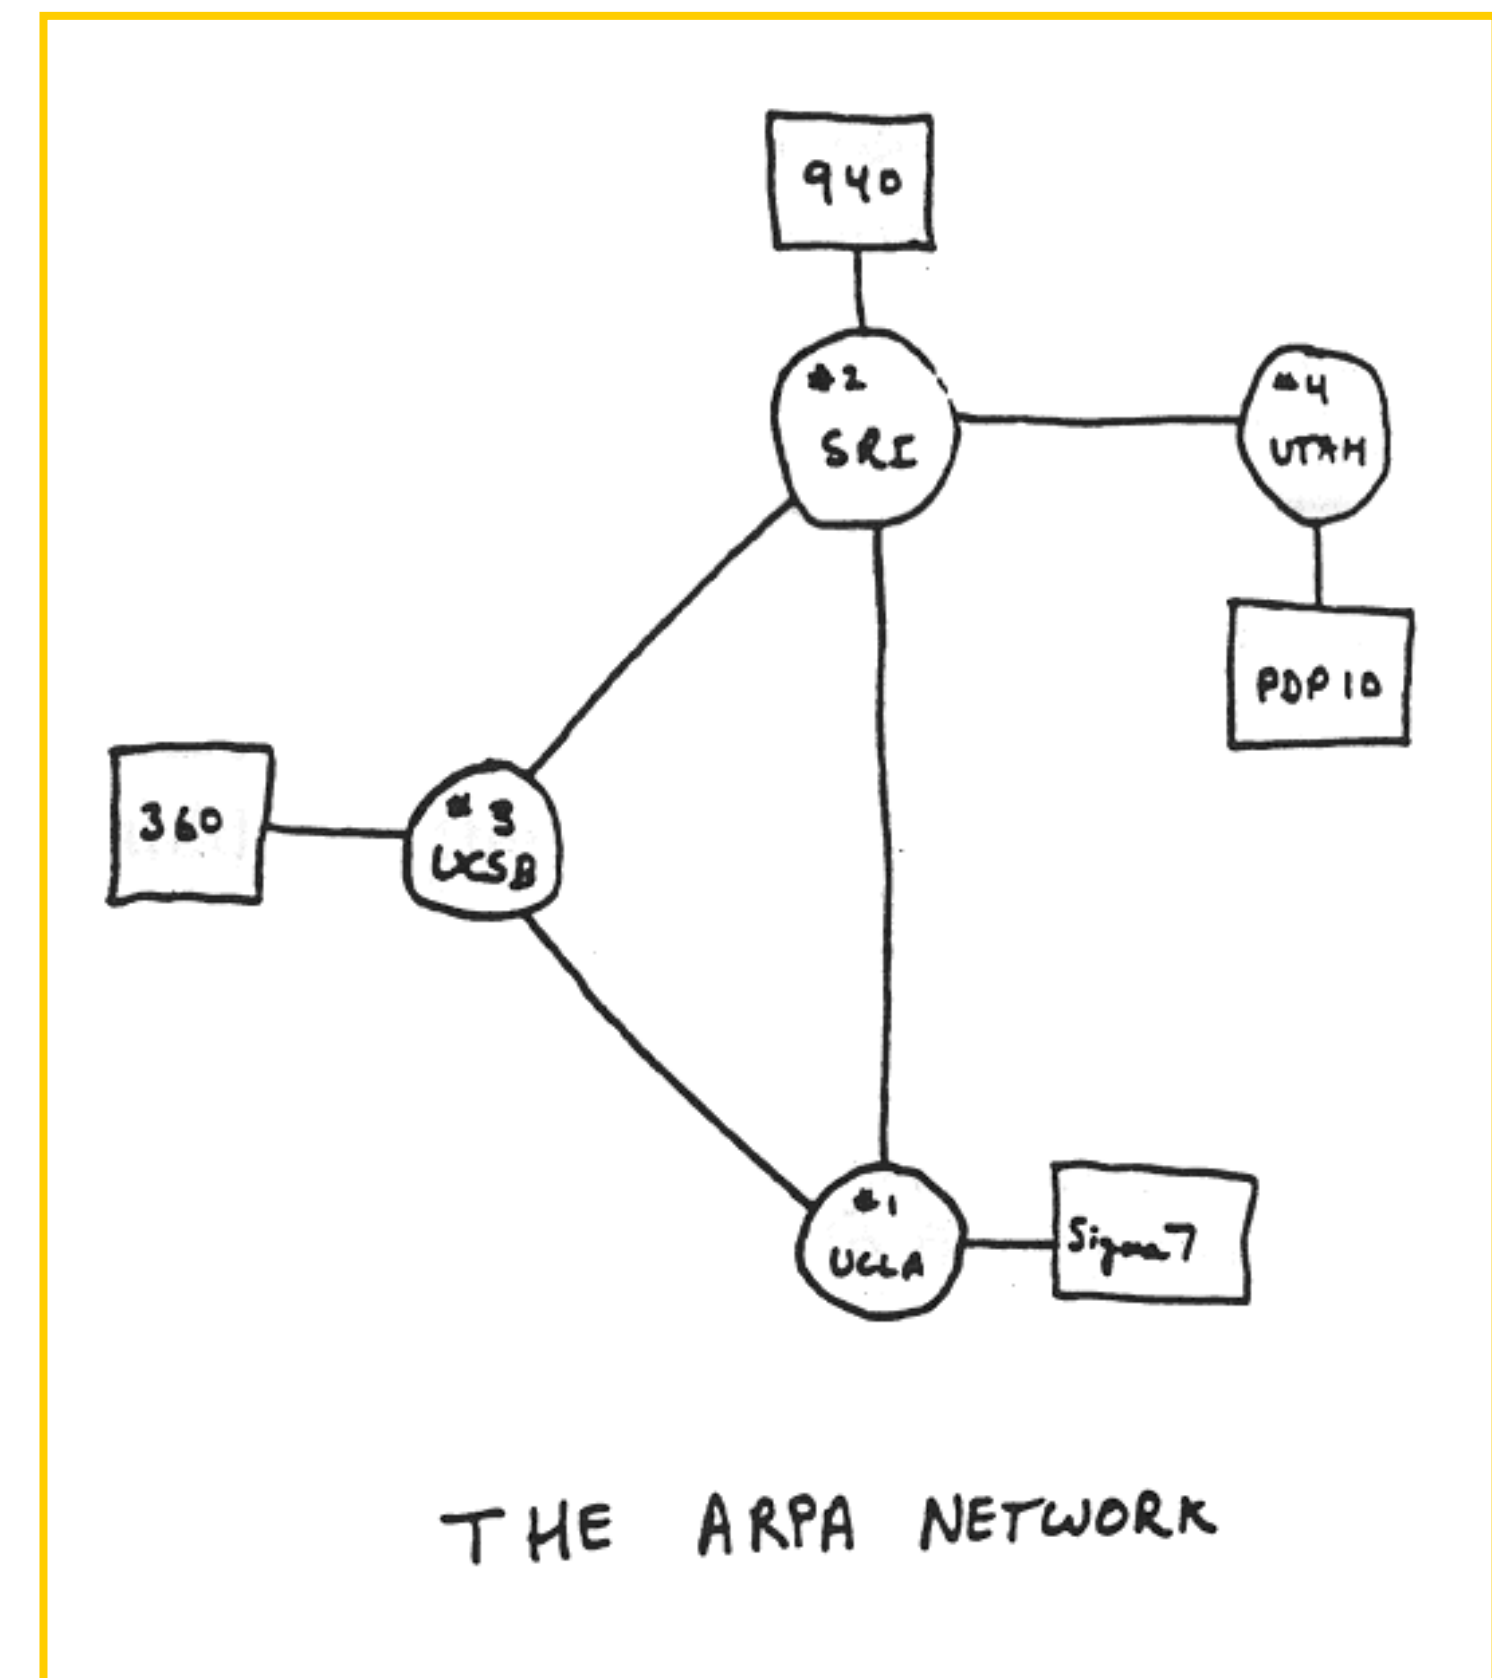 940
#2
SRI
#4
UTAH
PDP 10
360
#3
UCSB
#1
UCLA
Sigma 7
THE ARPA NETWORK